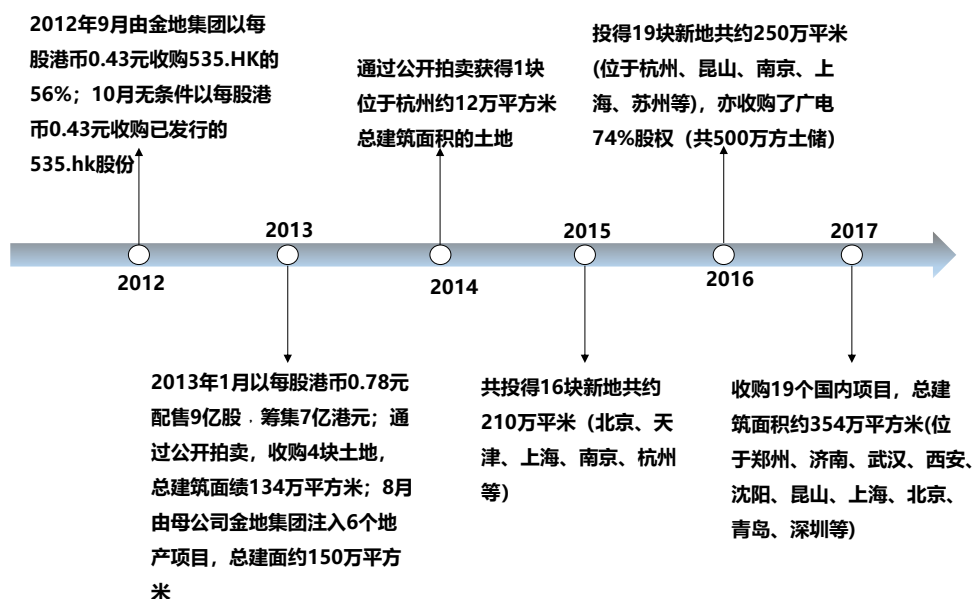 2012年9月由金地集团以每
股港币0.43元收购535.HK的
56%；10月无条件以每股港
币0.43元收购已发行的
535.hk股份
通过公开拍卖获得1块
位于杭州约12万平方米
总建筑面积的土地
投得19块新地共约250万平米
(位于杭州、昆山、南京、上
海、苏州等)，亦收购了广电
74%股权（共500万方土储）
2013
2015
2017
2012
2014
2016
2013年1月以每股港币0.78元
配售9亿股﹒筹集7亿港元；通
过公开拍卖，收购4块土地，
总建筑面绩134万平方米；8月
由母公司金地集团注入6个地
产项目，总建面约150万平方
米
共投得16块新地共约
210万平米（北京、天
津、上海、南京、杭州
等）
收购19个国内项目，总建
筑面积约354万平方米(位
于郑州、济南、武汉、西安、
沈阳、昆山、上海、北京、
青岛、深圳等)